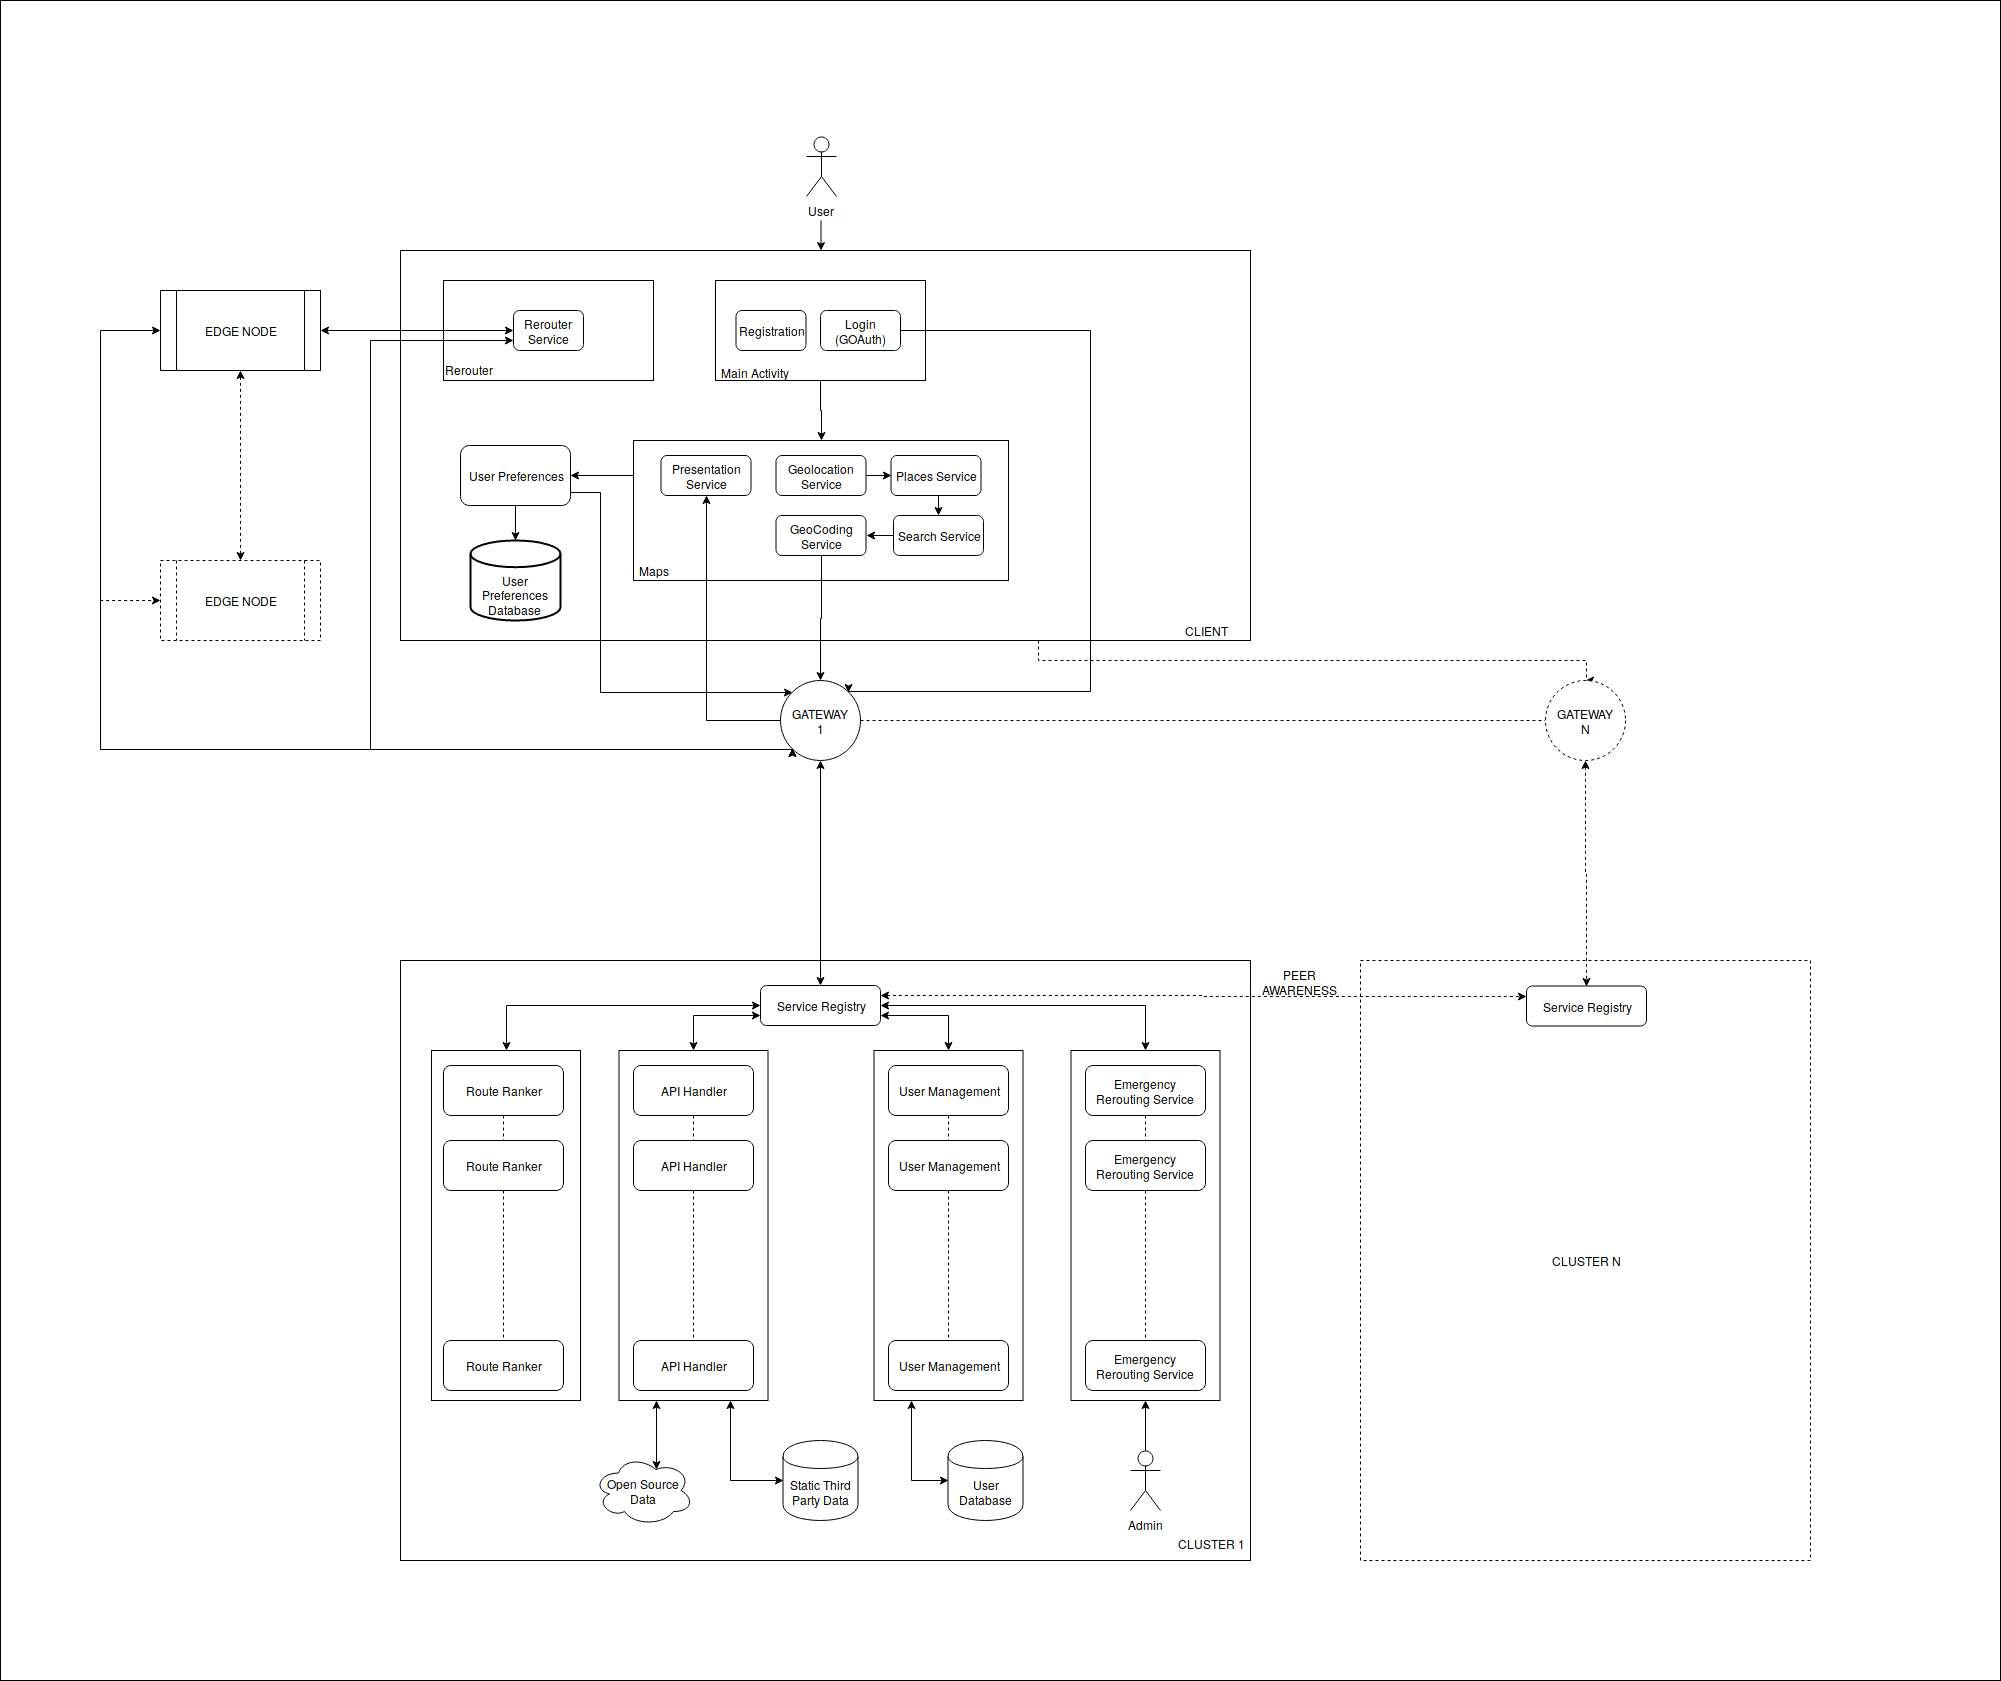 User
EDGE NODE
Rerouter
Service
Rerouter
Registration
Login
(GOAuth)
Main Activity
User Preferences
Presentation
Service
Geolocation
Service
Places Service
GeoCoding
Service
Search Service
Maps
User
Preferences
Database
EDGE NODE
CLIENT
GATEWAY
1
GATEWAY
N
PEER
AWARENESS
Service Registry
Service Registry
Route Ranker
API Handler
User Management
Emergency
Rerouting Service
Route Ranker
API Handler
User Management
Emergency
Rerouting Service
CLUSTER N
Route Ranker
API Handler
User Management
Emergency
Rerouting Service
Open Source
Data
Static Third
Party Data
User
Database
Admin
CLUSTER 1